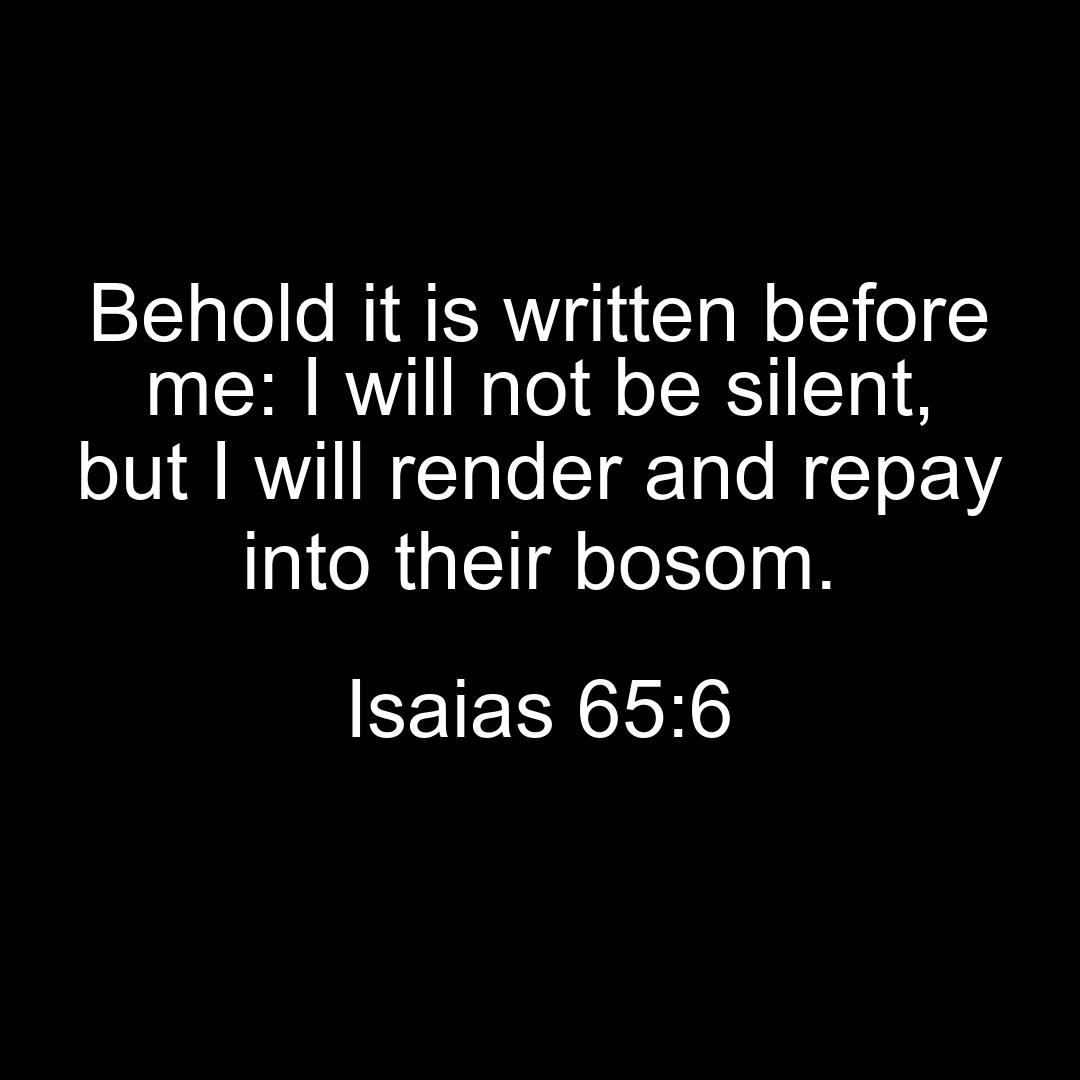 Behold it is written before
me: I will not be silent,
but I will render and repay
into their bosom.
Isaias 65:6